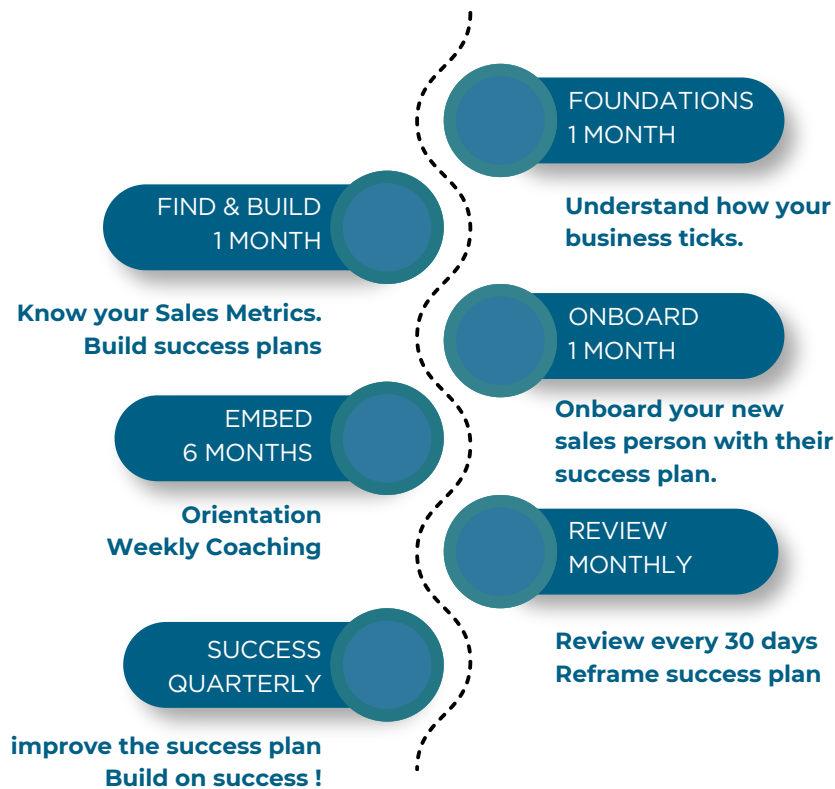 FOUNDATIONS
1 MONTH
Understand how your
business ticks.
FIND & BUILD
1 MONTH
Know your Sales Metrics.
Build success plans
ONBOARD
1 MONTH
Onboard your new
sales person with their
success plan.
EMBED
6 MONTHS
Orientation
Weekly Coaching
REVIEW
MONTHLY
Review every 30 days
Reframe success plan
SUCCESS
QUARTERLY
improve the success plan
Build on success !